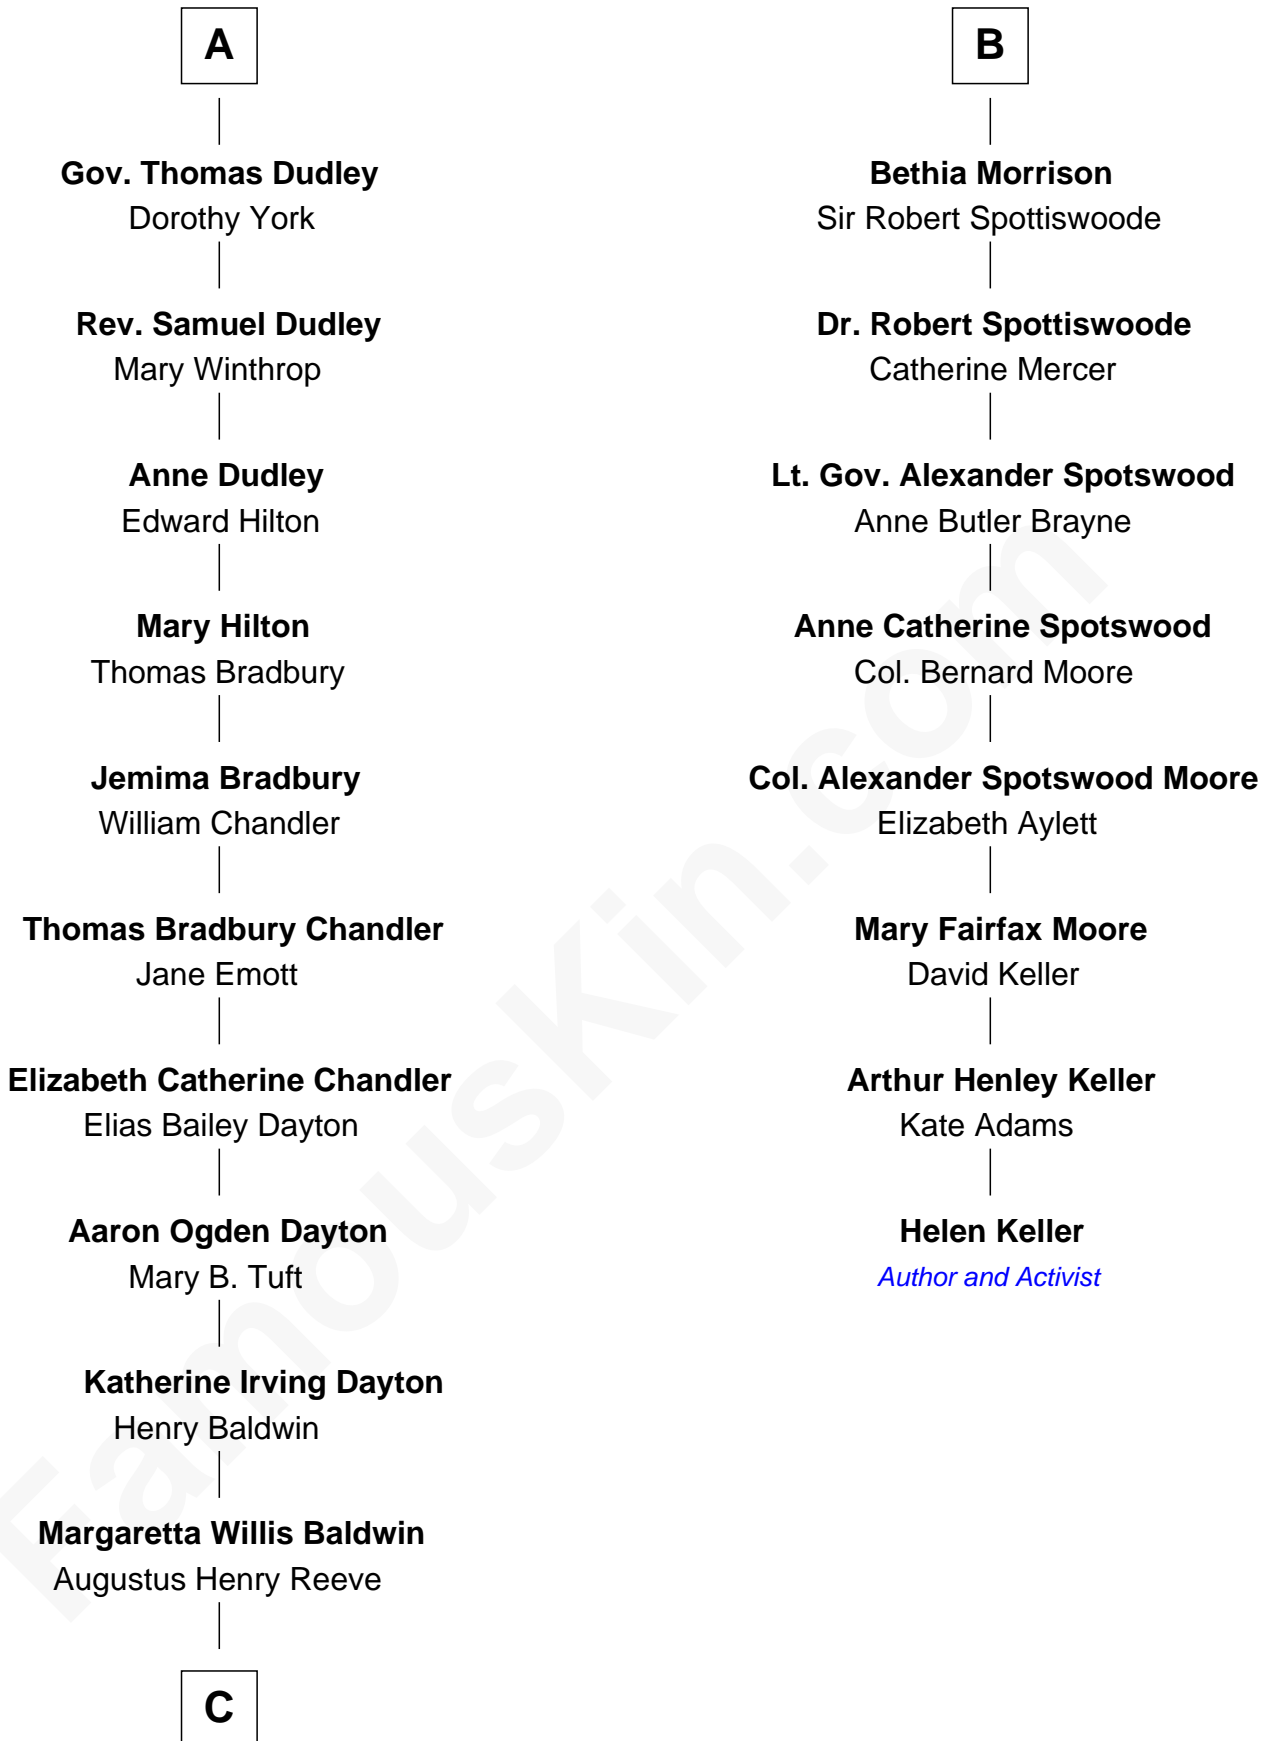 A
Gov. Thomas Dudley
Dorothy York
Rev. Samuel Dudley
Mary Winthrop
Anne Dudley
Edward Hilton
Mary Hilton
Thomas Bradbury
Jemima Bradbury
William Chandler
Thomas Bradbury Chandler
Jane Emott
Elizabeth Catherine Chandler
Elias Bailey Dayton
Aaron Ogden Dayton
Mary B. Tuft
Katherine Irving Dayton
Henry Baldwin
Margaretta Willis Baldwin
Augustus Henry Reeve
C
B
Bethia Morrison
Sir Robert Spottiswoode
Dr. Robert Spottiswoode
Catherine Mercer
Lt. Gov. Alexander Spotswood
Anne Butler Brayne
Anne Catherine Spotswood
Col. Bernard Moore
Col. Alexander Spotswood Moore
Elizabeth Aylett
Mary Fairfax Moore
David Keller
Arthur Henley Keller
Kate Adams
Helen Keller
Author and Activist
FamousKin.com